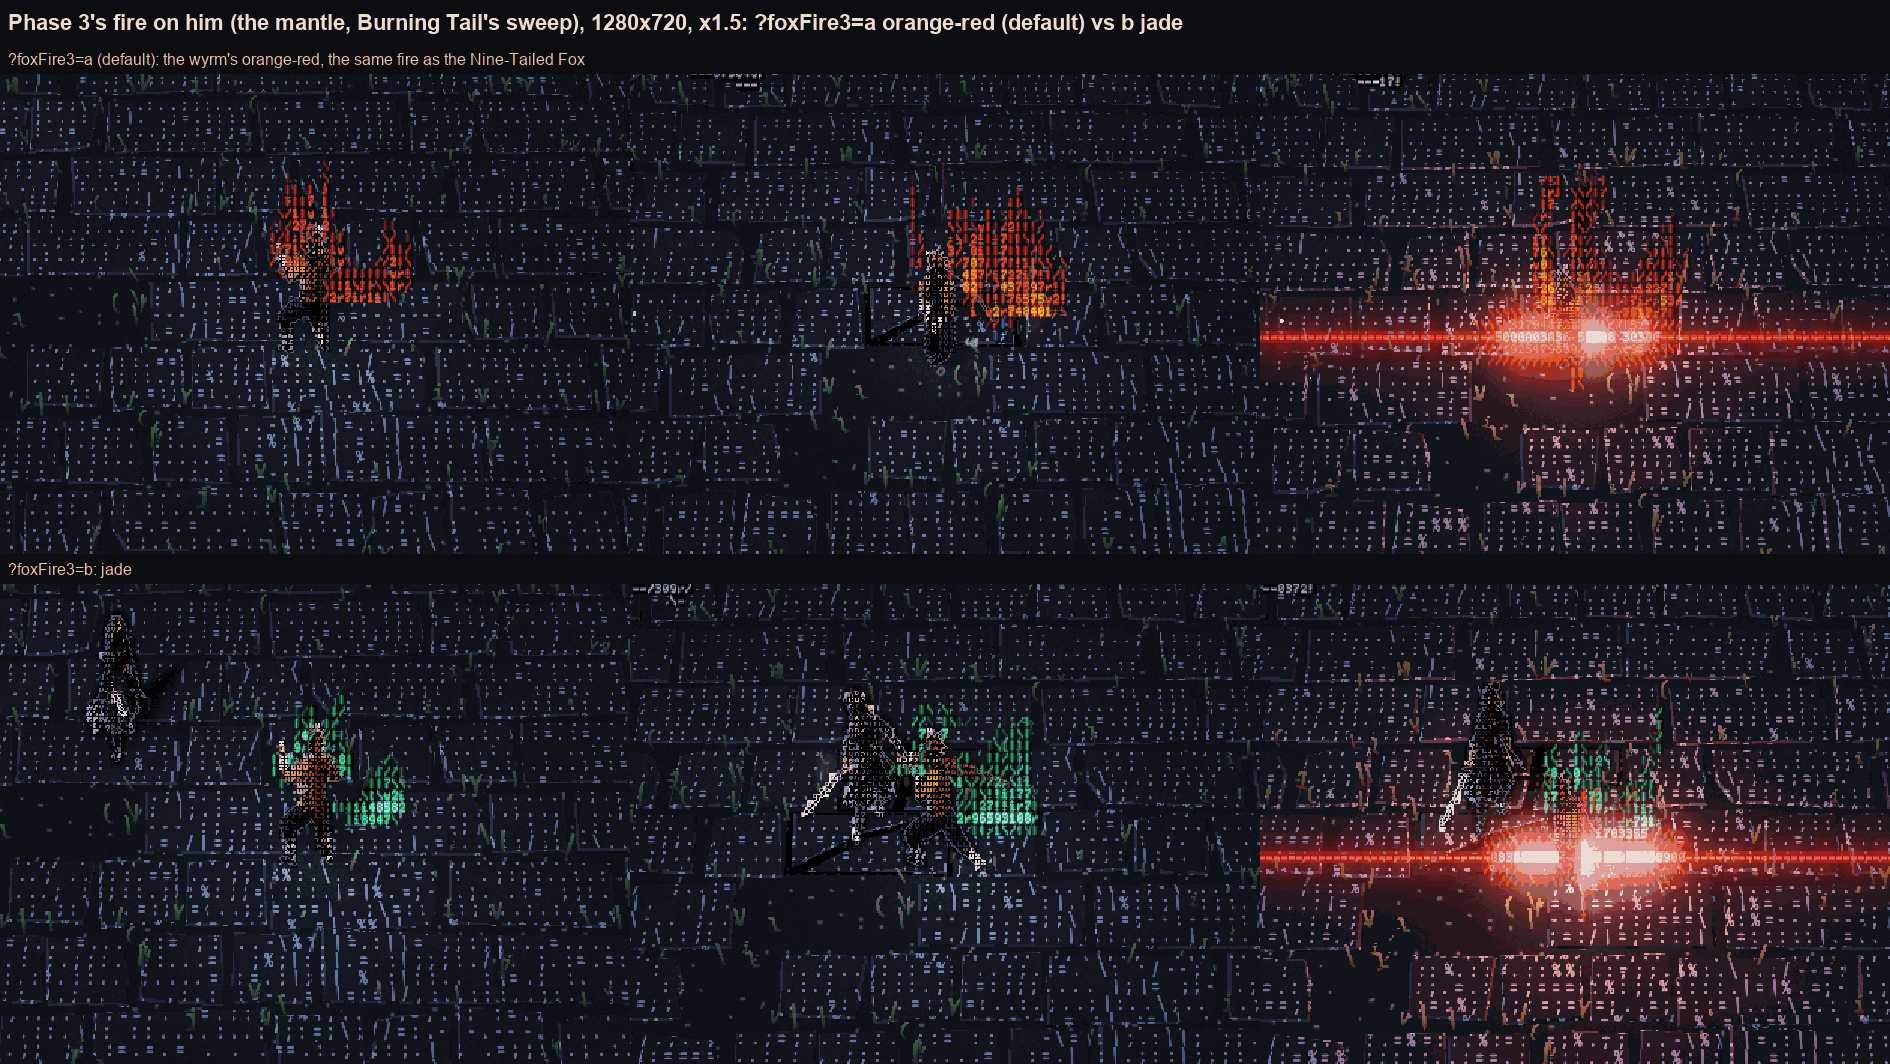 Phase 3's fire on him (the mantle, Burning Tail's sweep), 1280x720, x1.5: ?foxFire3=a orange-red (default) vs b jade
?foxFire3=a (default): the wyrm's orange-red, the same fire as the Nine-Tailed Fox
?foxFire3=b: jade